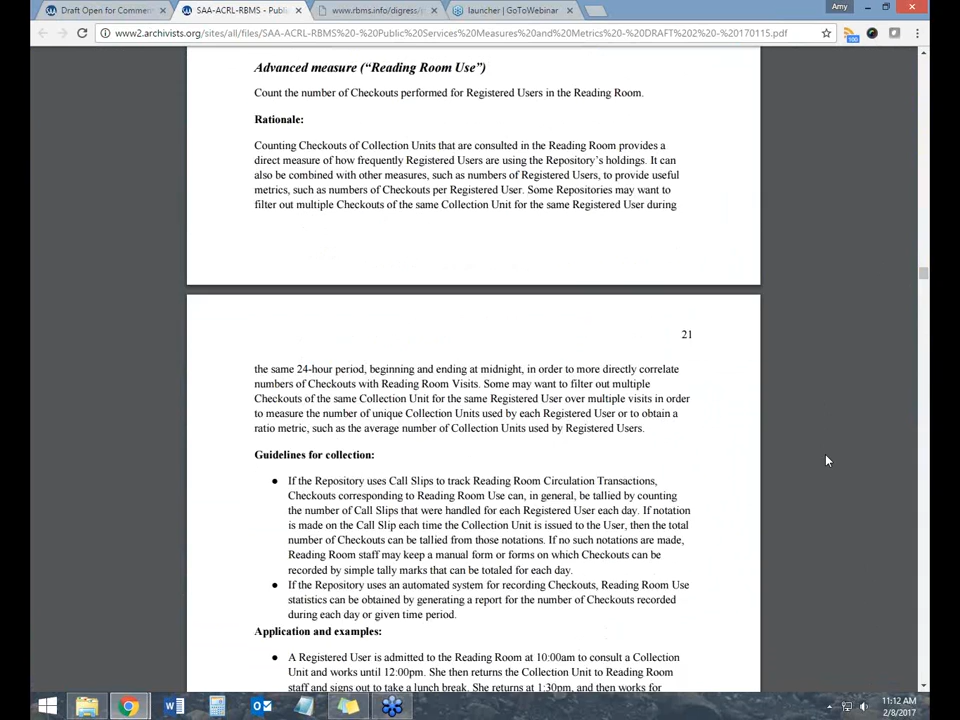 Draft Open for Commen
SAA-ACRL-RBMS - Publi
www.rbms.info/digress/
launcher | GoToWebinar
Amy
www2.archivists.org/sites/all/files/SAA-ACRL-RBMS%20-%20Public%20Services%20Measures%20and%20Metrics%20-%20DRAFT%202%20-%20170115.pdf
100
Advanced measure (“Reading Room Use”)
Count the number of Checkouts performed for Registered Users in the Reading Room.
Rationale:
Counting Checkouts of Collection Units that are consulted in the Reading Room provides a
direct measure of how frequently Registered Users are using the Repository’s holdings. It can
also be combined with other measures, such as numbers of Registered Users, to provide useful
metrics, such as numbers of Checkouts per Registered User. Some Repositories may want to
filter out multiple Checkouts of the same Collection Unit for the same Registered User during
21
the same 24-hour period, beginning and ending at midnight, in order to more directly correlate
numbers of Checkouts with Reading Room Visits. Some may want to filter out multiple
Checkouts of the same Collection Unit for the same Registered User over multiple visits in order
to measure the number of unique Collection Units used by each Registered User or to obtain a
ratio metric, such as the average number of Collection Units used by Registered Users.
Guidelines for collection:
● If the Repository uses Call Slips to track Reading Room Circulation Transactions,
Checkouts corresponding to Reading Room Use can, in general, be tallied by counting
the number of Call Slips that were handled for each Registered User each day. If notation
is made on the Call Slip each time the Collection Unit is issued to the User, then the total
number of Checkouts can be tallied from those notations. If no such notations are made,
Reading Room staff may keep a manual form or forms on which Checkouts can be
recorded by simple tally marks that can be totaled for each day.
● If the Repository uses an automated system for recording Checkouts, Reading Room Use
statistics can be obtained by generating a report for the number of Checkouts recorded
during each day or given time period.
Application and examples:
● A Registered User is admitted to the Reading Room at 10:00am to consult a Collection
Unit and works until 12:00pm. She then returns the Collection Unit to Reading Room
staff and signs out to take a lunch break. She returns at 1:30pm, and then works for
11:12 AM
2/8/2017